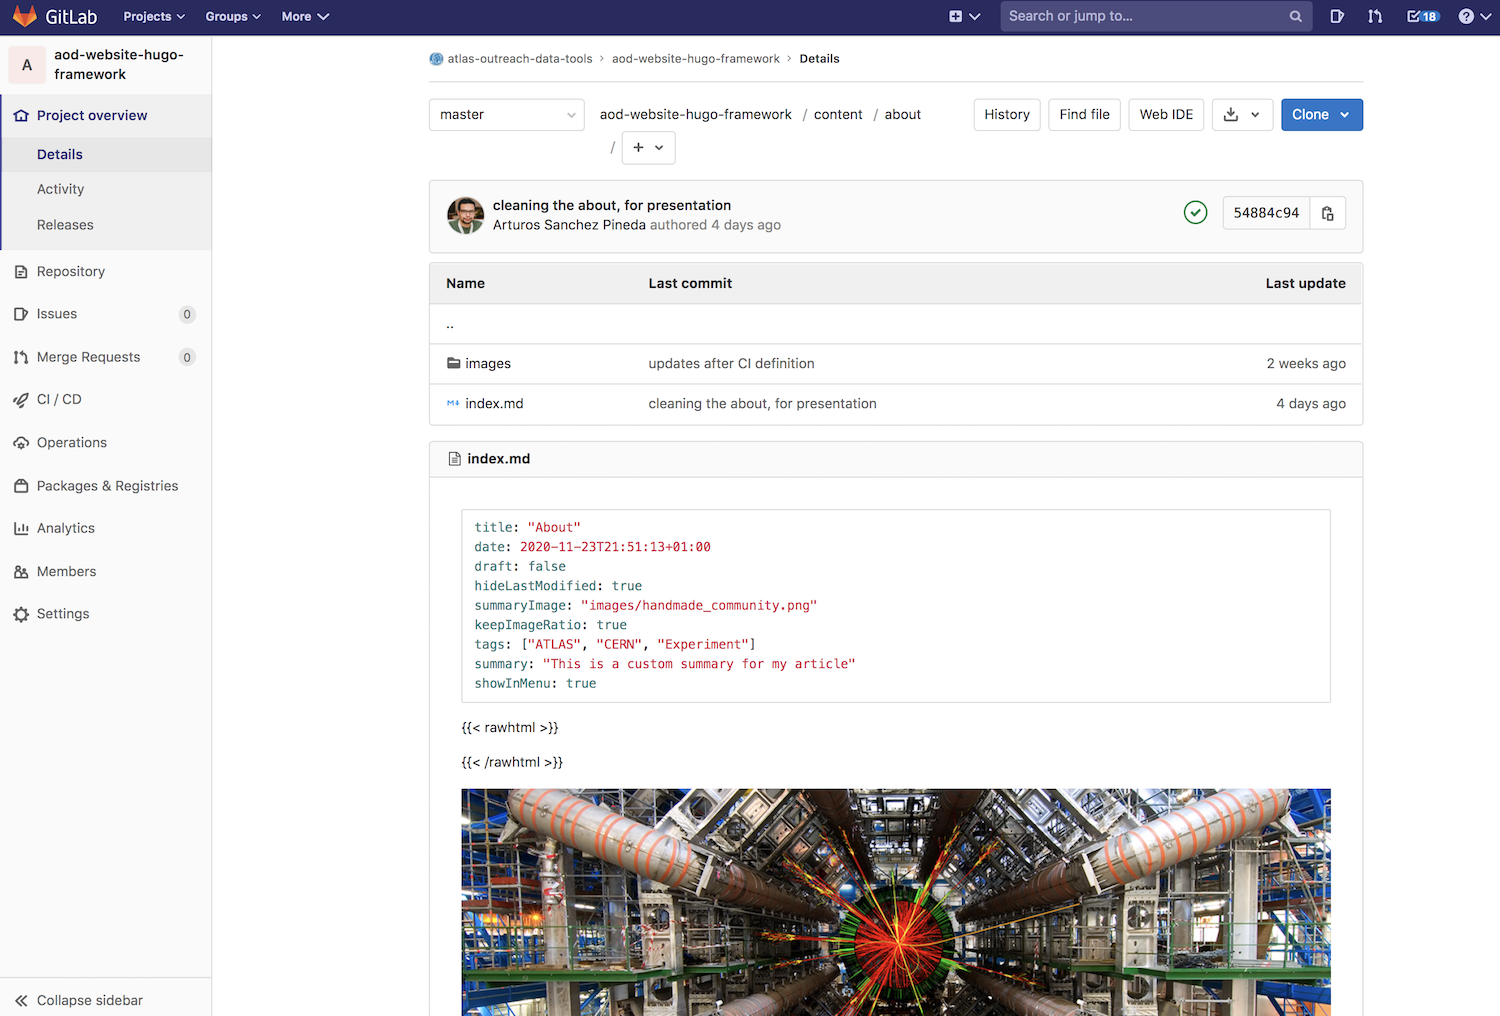 GitLab Projects Groups More Search or jump to... 18
A aod-website-hugo-
framework
Project overview
Details
Activity
Releases
Repository
Issues 0
Merge Requests 0
CI / CD
Operations
Packages & Registries
Analytics
Members
Settings
Collapse sidebar
atlas-outreach-data-tools > aod-website-hugo-framework > Details
master aod-website-hugo-framework / content / about History Find file Web IDE Clone
/ +
cleaning the about, for presentation
Arturos Sanchez Pineda authored 4 days ago
54884c94
Name Last commit Last update
..
images updates after CI definition 2 weeks ago
index.md cleaning the about, for presentation 4 days ago
index.md
title: "About"
date: 2020-11-23T21:51:13+01:00
draft: false
hideLastModified: true
summaryImage: "images/handmade_community.png"
keepImageRatio: true
tags: ["ATLAS", "CERN", "Experiment"]
summary: "This is a custom summary for my article"
showInMenu: true
{{< rawhtml >}}
{{< /rawhtml >}}